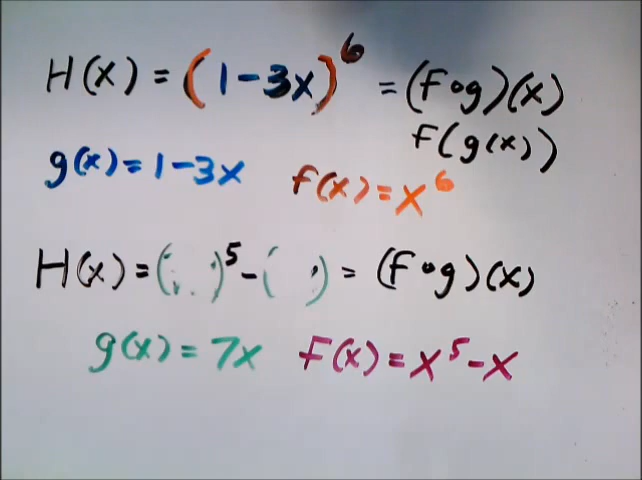 H(x) = (1-3x)^6 = (f∘g)(x)
f(g(x))
g(x) = 1-3x f(x) = x^6
H(x) = ( )^5 - ( ) = (f∘g)(x)
g(x) = 7x f(x) = x^5 - x